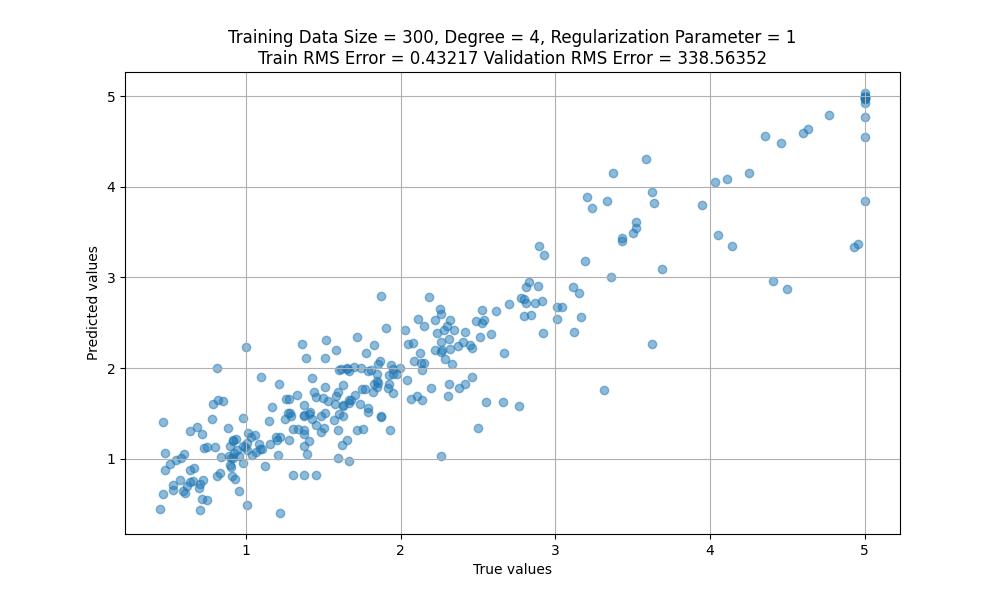 Training Data Size = 300, Degree = 4, Regularization Parameter = 1
Train RMS Error = 0.43217 Validation RMS Error = 338.56352
5
4
3
2
1
Predicted values
1 2 3 4 5
True values